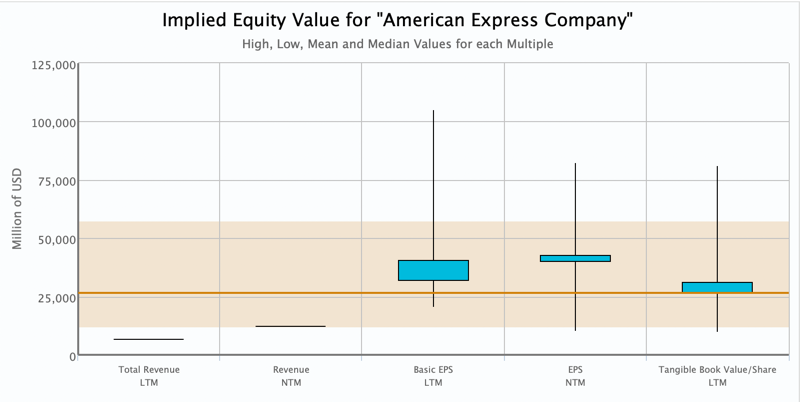 Implied Equity Value for "American Express Company"
High, Low, Mean and Median Values for each Multiple
Million of USD
125,000
100,000
75,000
50,000
25,000
0
Total Revenue
LTM
Revenue
NTM
Basic EPS
LTM
EPS
NTM
Tangible Book Value/Share
LTM